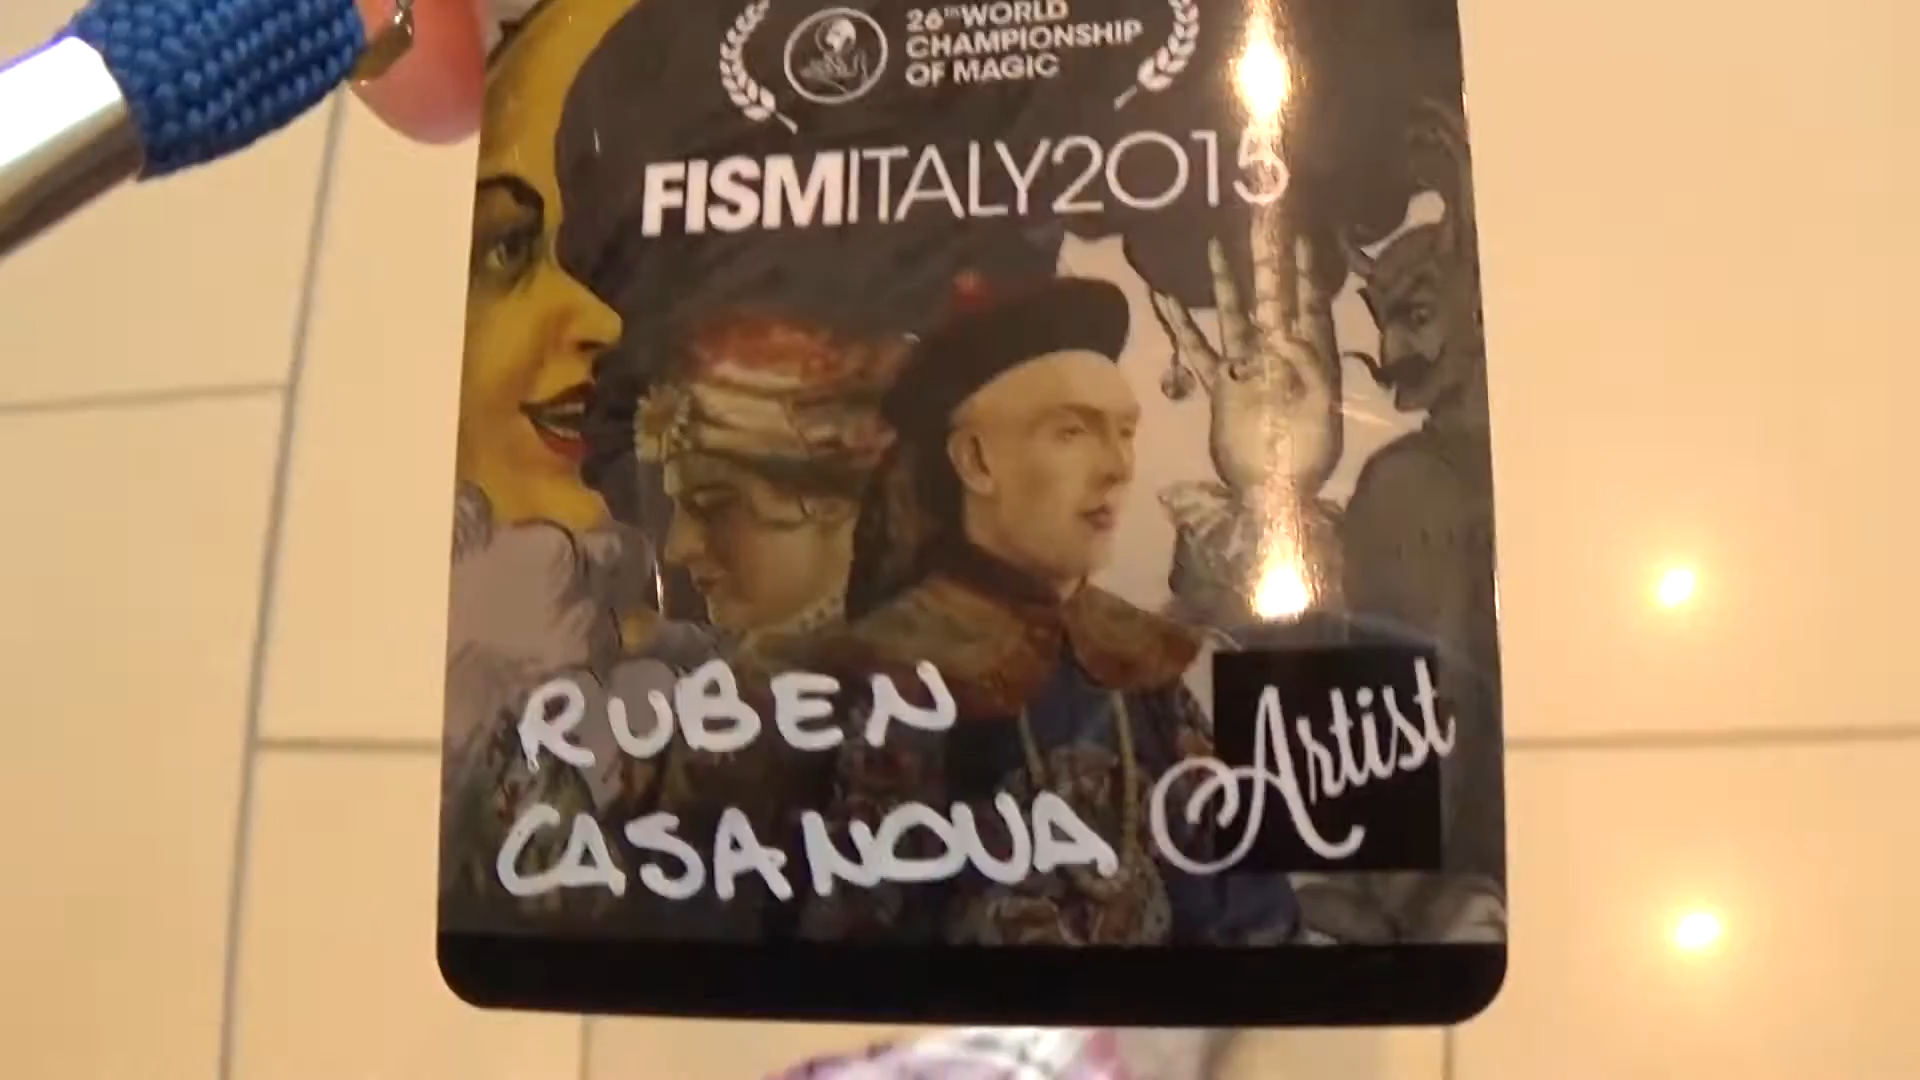 26TH WORLD
CHAMPIONSHIP
OF MAGIC
FISMITALY2015
RUBEN
CASANOVA
Artist